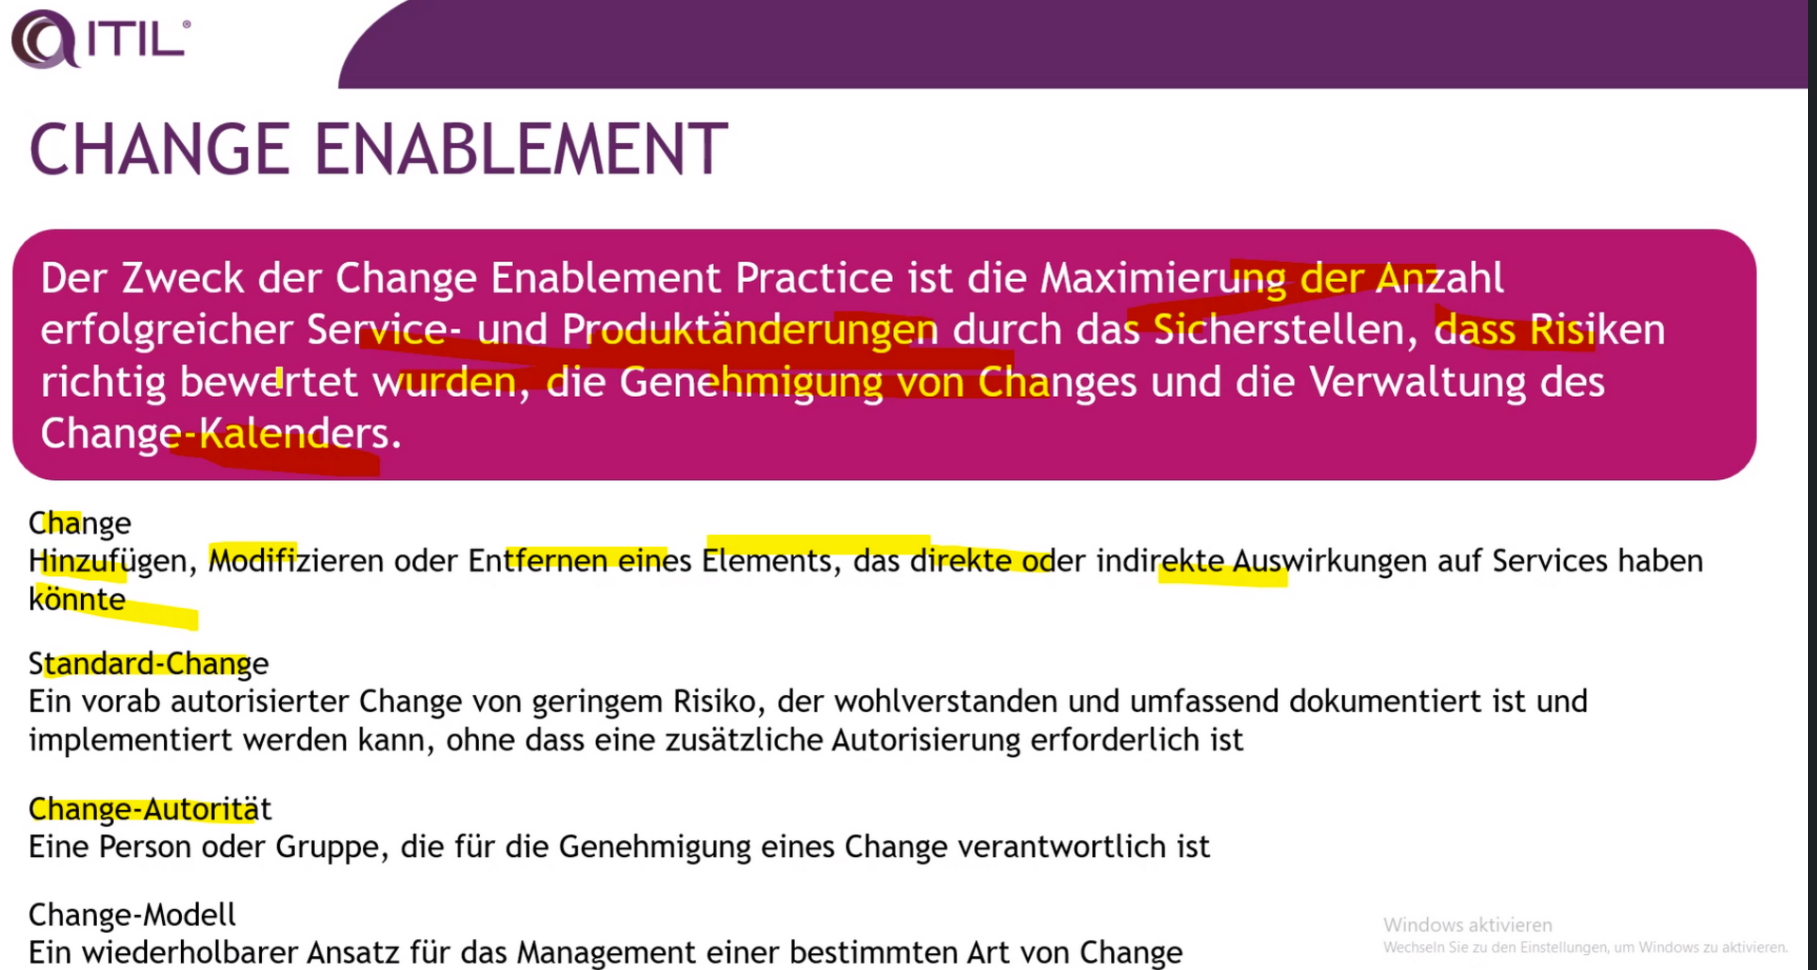 ITIL®
CHANGE ENABLEMENT
Der Zweck der Change Enablement Practice ist die Maximierung der Anzahl
erfolgreicher Service- und Produktänderungen durch das Sicherstellen, dass Risiken
richtig bewertet wurden, die Genehmigung von Changes und die Verwaltung des
Change-Kalenders.
Change
Hinzufügen, Modifizieren oder Entfernen eines Elements, das direkte oder indirekte Auswirkungen auf Services haben
könnte
Standard-Change
Ein vorab autorisierter Change von geringem Risiko, der wohlverstanden und umfassend dokumentiert ist und
implementiert werden kann, ohne dass eine zusätzliche Autorisierung erforderlich ist
Change-Autorität
Eine Person oder Gruppe, die für die Genehmigung eines Change verantwortlich ist
Change-Modell
Ein wiederholbarer Ansatz für das Management einer bestimmten Art von Change
Windows aktivieren
Wechseln Sie zu den Einstellungen, um Windows zu aktivieren.